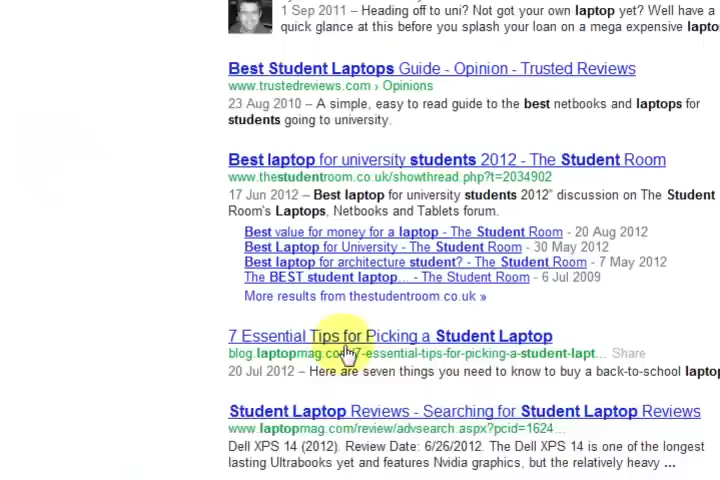 1 Sep 2011 – Heading off to uni? Not got your own laptop yet? Well have a
quick glance at this before you splash your loan on a mega expensive
Best Student Laptops Guide - Opinion - Trusted Reviews
www.trustedreviews.com › Opinions
23 Aug 2010 – A simple, easy to read guide to the best netbooks and laptops for
students going to university.
Best laptop for university students 2012 - The Student Room
www.thestudentroom.co.uk/showthread.php?t=2034902
17 Jun 2012 – Best laptop for university students 2012" discussion on The Student
Room's Laptops, Netbooks and Tablets forum.
Best value for money for a laptop - The Student Room - 20 Aug 2012
Best Laptop for University - The Student Room - 30 May 2012
Best laptop for architecture student? - The Student Room - 7 May 2012
The BEST student laptop... - The Student Room - 6 Jul 2009
More results from thestudentroom.co.uk »
7 Essential Tips for Picking a Student Laptop
blog.laptopmag.com/7-essential-tips-for-picking-a-student-lapt... Share
20 Jul 2012 – Here are seven things you need to know to buy a back-to-school
Student Laptop Reviews - Searching for Student Laptop Reviews
www.laptopmag.com/review/advsearch.aspx?pcid=1624...
Dell XPS 14 (2012). Review Date: 6/26/2012. The Dell XPS 14 is one of the longest
lasting Ultrabooks yet and features Nvidia graphics, but the relatively heavy ...